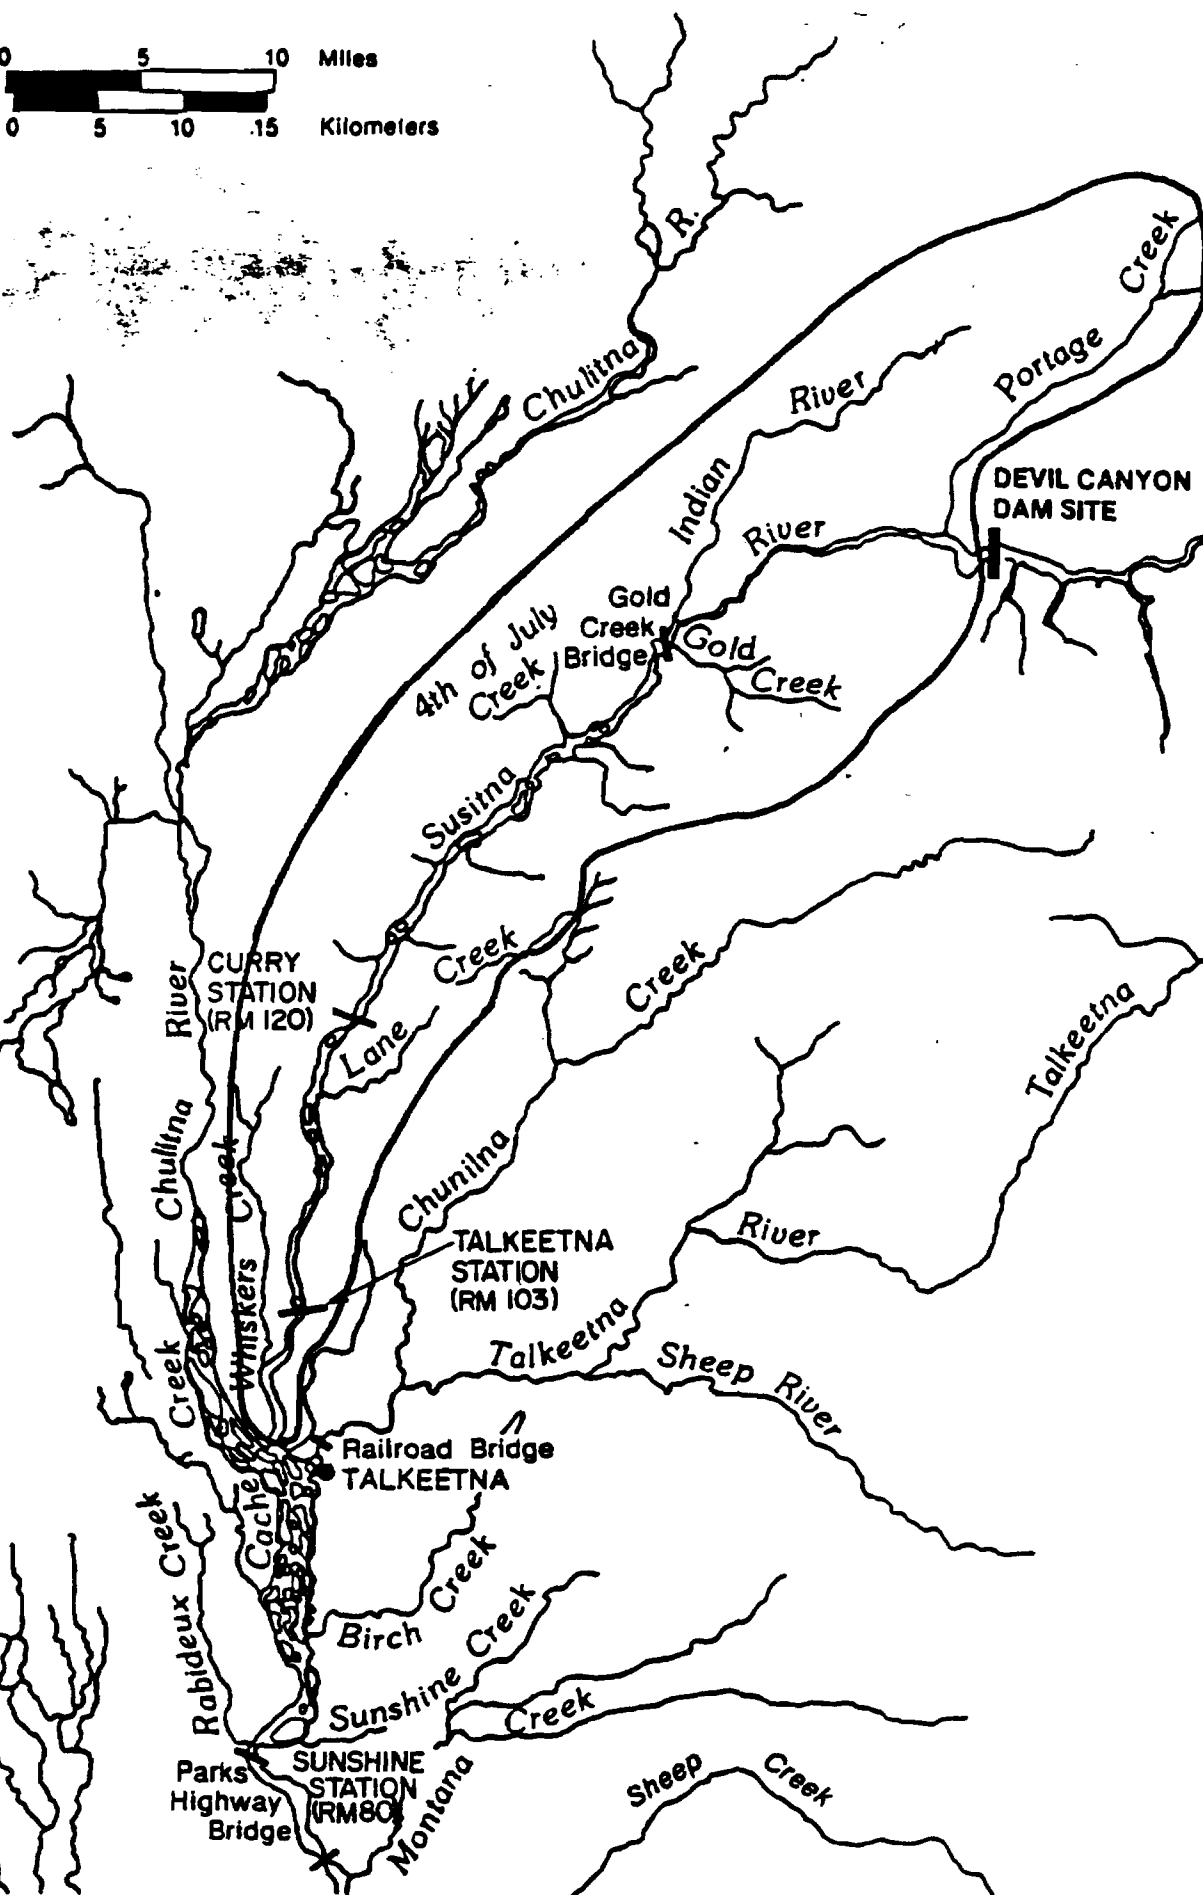 0 5 10 Miles
0 5 10 .15 Kilometers
R.
Chulitna
Portage Creek
Indian River
DEVIL CANYON
DAM SITE
River
Gold
Creek
Bridge
Gold
Creek
4th of July
Creek
Susitna
Creek
Lane
CURRY
STATION
(RM 120)
River
Chulitna
Creek
Whiskers
Creek
Chunilna
Talkeetna
River
TALKEETNA
STATION
(RM 103)
Talkeetna
Sheep River
Creek
Cache
Railroad Bridge
TALKEETNA
Rabideux Creek
Birch Creek
Sunshine Creek
Creek
Montana
SUNSHINE
STATION
(RM80)
Parks
Highway
Bridge
Sheep Creek